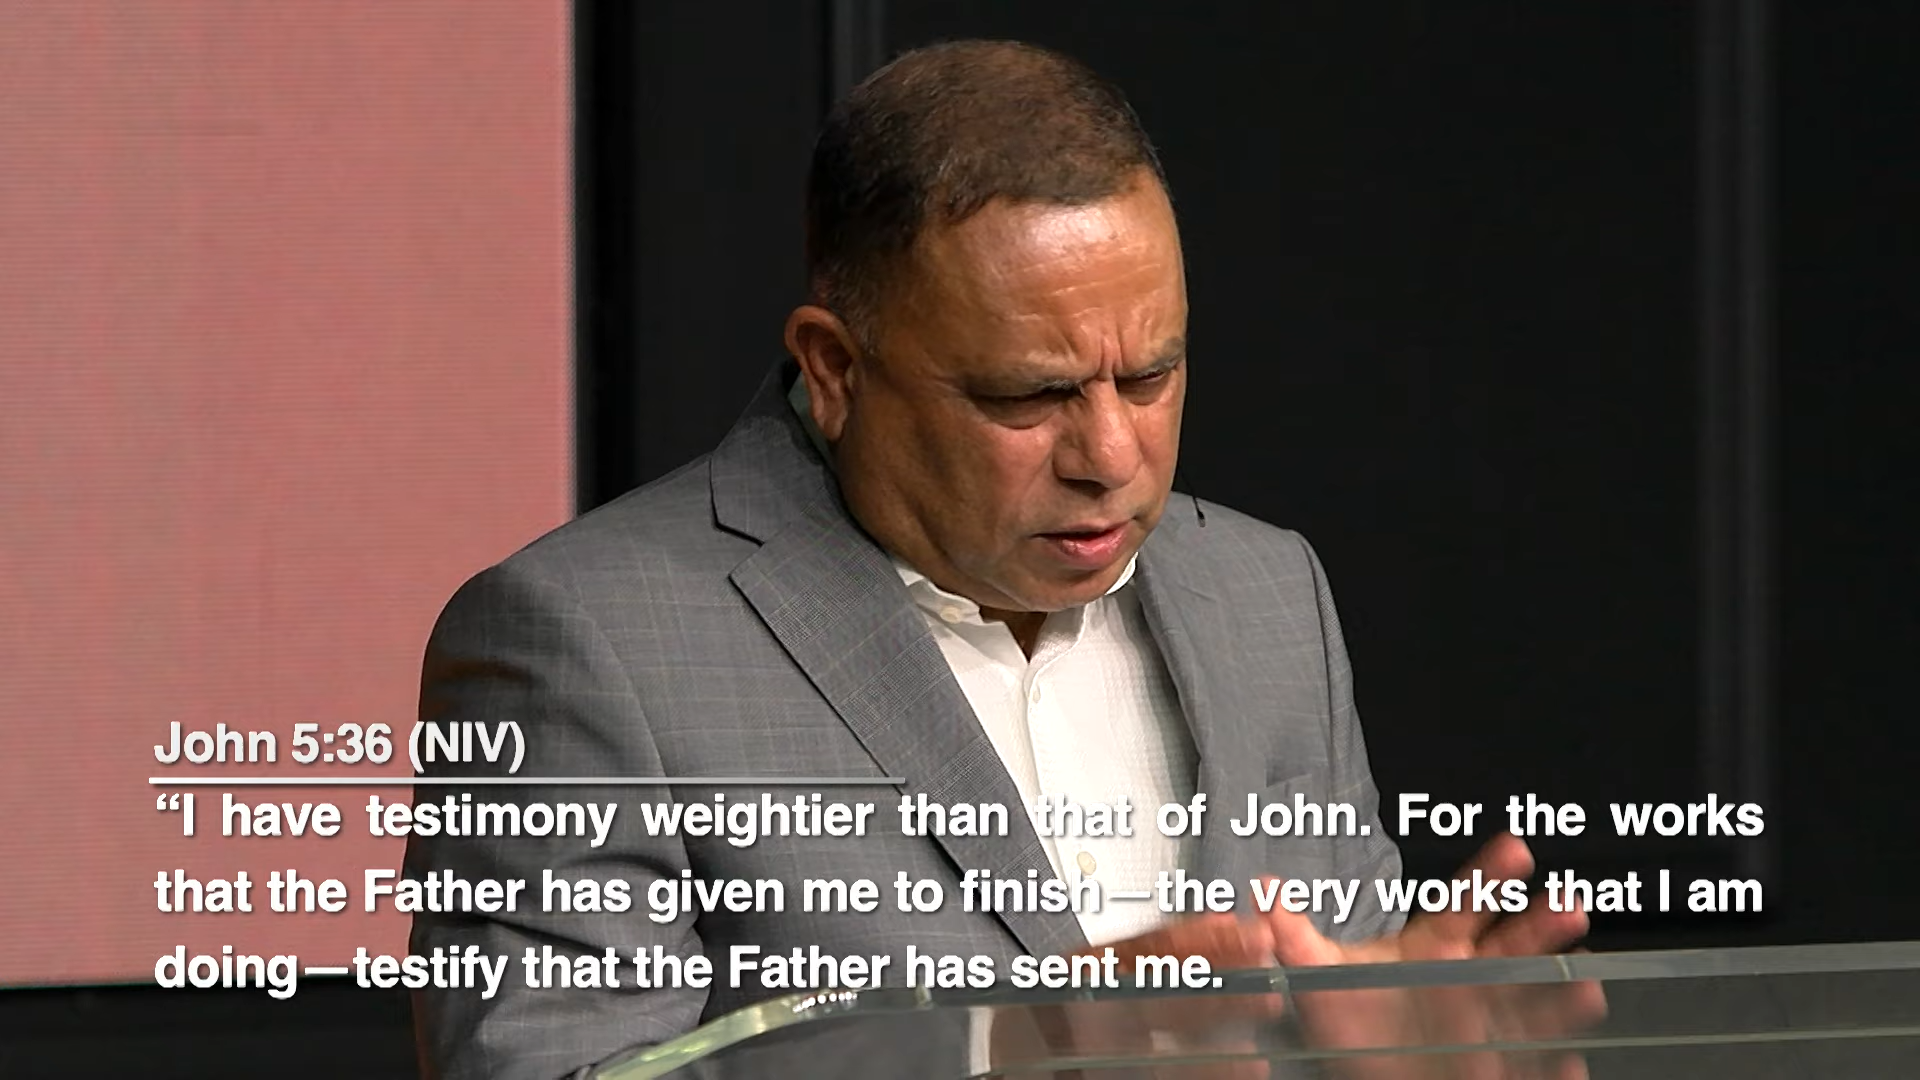 John 5:36 (NIV)
“I have testimony weightier than that of John. For the works
that the Father has given me to finish—the very works that I am
doing—testify that the Father has sent me.